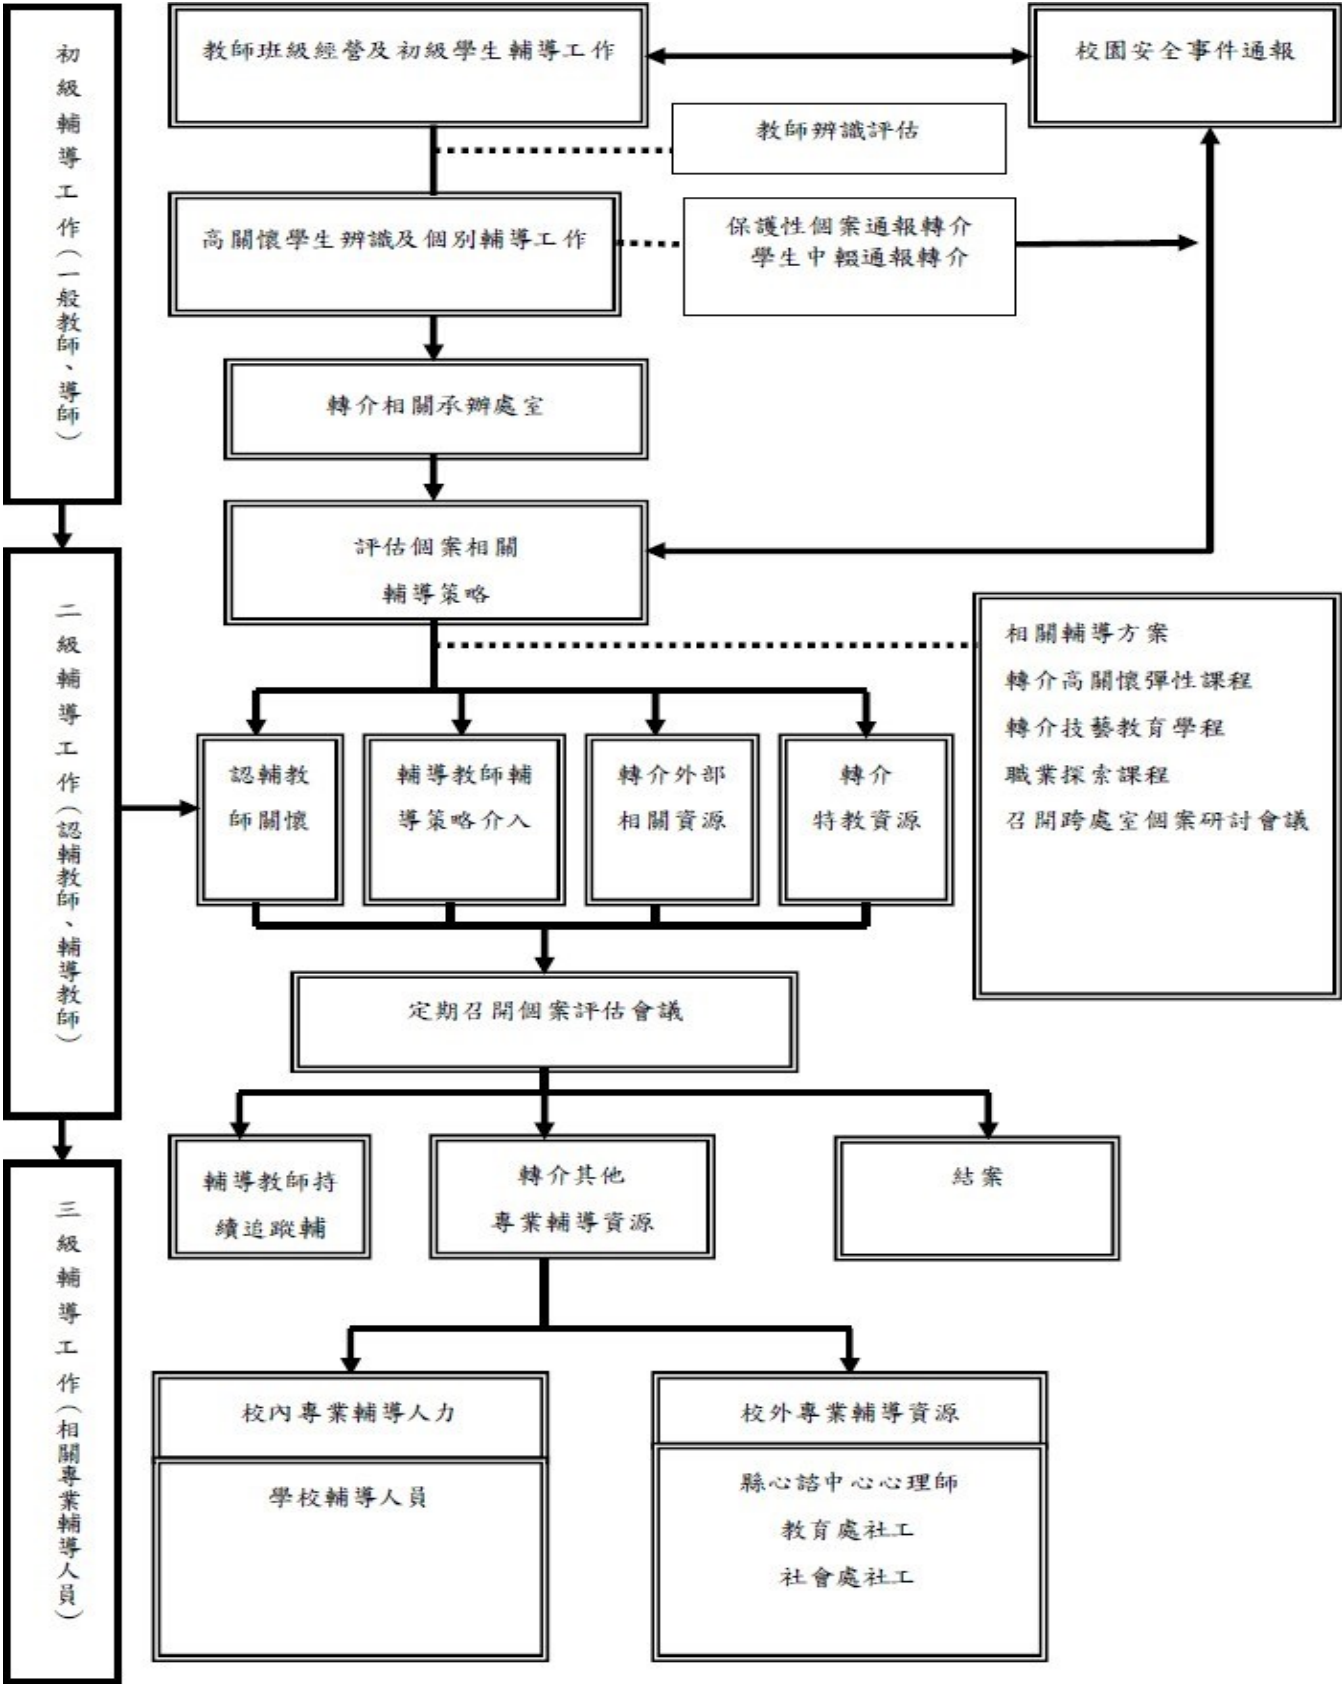 初級輔導工作(一般教師、導師)
教師班級經營及初級學生輔導工作
校園安全事件通報
教師辨識評估
高關懷學生辨識及個別輔導工作
保護性個案通報轉介
學生中輟通報轉介
轉介相關承辦處室
評估個案相關
輔導策略
二級輔導工作(認輔教師、輔導教師)
相關輔導方案
轉介高關懷彈性課程
轉介技藝教育學程
職業探索課程
召開跨處室個案研討會議
認輔教
師關懷
輔導教師輔
導策略介入
轉介外部
相關資源
轉介
特教資源
定期召開個案評估會議
三級輔導工作(相關專業輔導人員)
輔導教師持
續追蹤輔
轉介其他
專業輔導資源
結案
校內專業輔導人力
學校輔導人員
校外專業輔導資源
縣心諮中心心理師
教育處社工
社會處社工